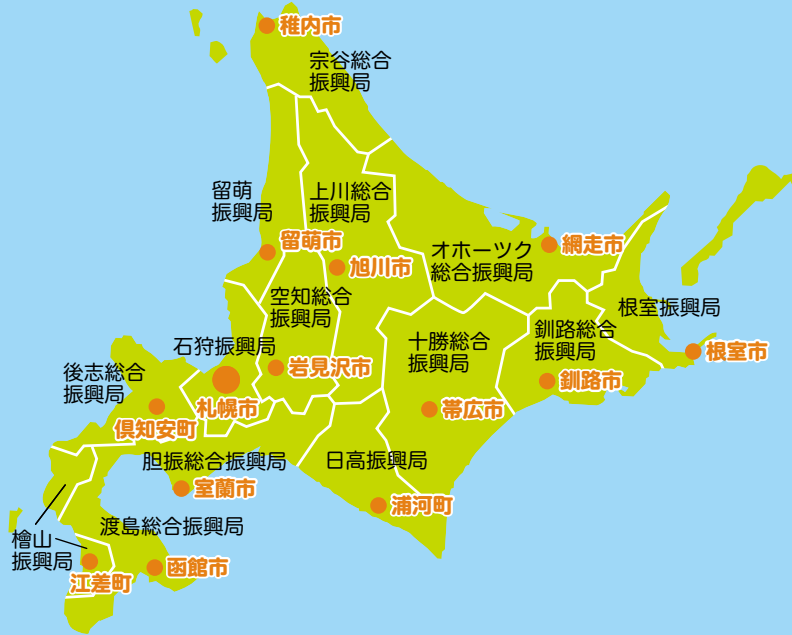 稚内市
宗谷総合
振興局
留萌
振興局
上川総合
振興局
留萌市
旭川市
オホーツク
総合振興局
網走市
空知総合
振興局
根室振興局
石狩振興局
十勝総合
振興局
釧路総合
振興局
根室市
後志総合
振興局
岩見沢市
釧路市
札幌市
帯広市
倶知安町
胆振総合振興局
日高振興局
室蘭市
浦河町
渡島総合振興局
檜山
振興局
函館市
江差町